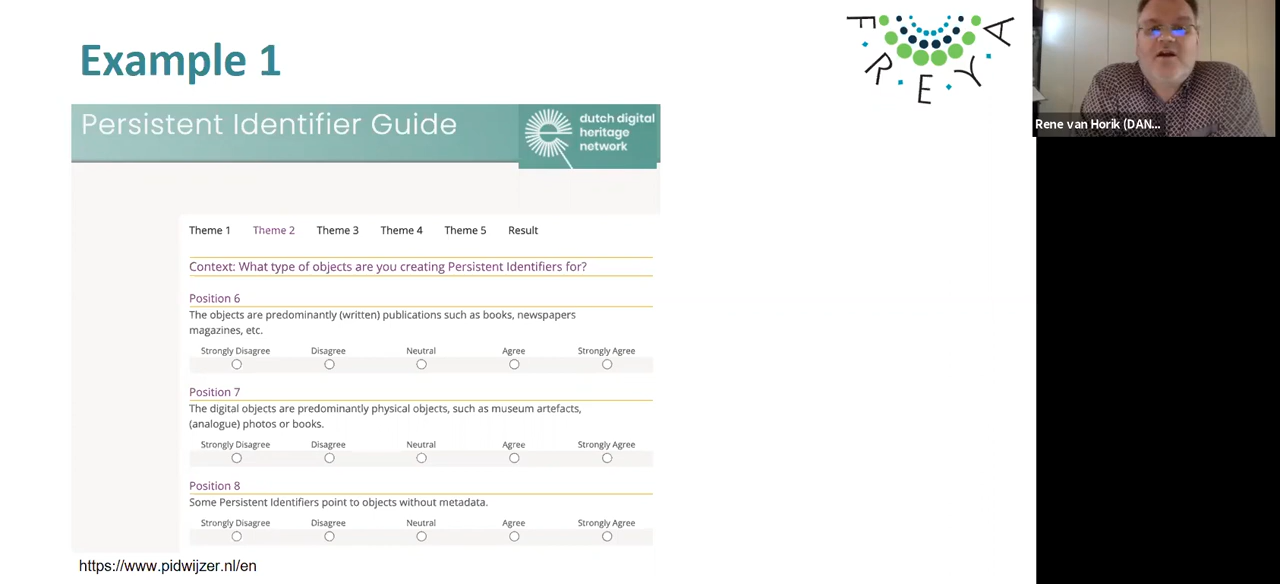 Example 1
F R E Y A
Rene van Horik (DAN...
Persistent Identifier Guide
dutch digital
heritage
network
Theme 1 Theme 2 Theme 3 Theme 4 Theme 5 Result
Context: What type of objects are you creating Persistent Identifiers for?
Position 6
The objects are predominantly (written) publications such as books, newspapers
magazines, etc.
Strongly Disagree Disagree Neutral Agree Strongly Agree
Position 7
The digital objects are predominantly physical objects, such as museum artefacts,
(analogue) photos or books.
Strongly Disagree Disagree Neutral Agree Strongly Agree
Position 8
Some Persistent Identifiers point to objects without metadata.
Strongly Disagree Disagree Neutral Agree Strongly Agree
https://www.pidwijzer.nl/en